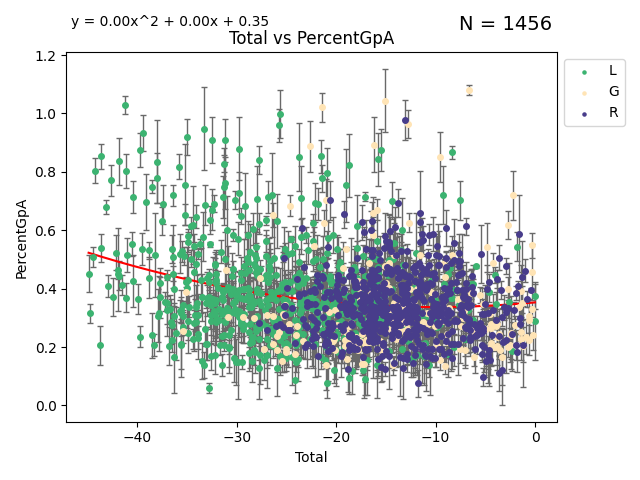 y = 0.00x^2 + 0.00x + 0.35
N = 1456
Total vs PercentGpA
PercentGpA
1.2
1.0
0.8
0.6
0.4
0.2
0.0
−40
−30
−20
−10
0
Total
L
G
R